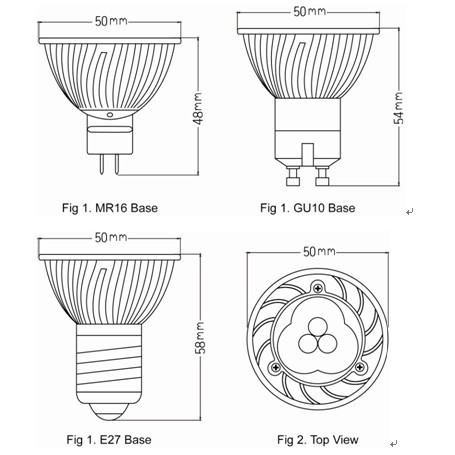 50mm
48mm
Fig 1. MR16 Base
50mm
54mm
Fig 1. GU10 Base
50mm
58mm
Fig 1. E27 Base
50mm
Fig 2. Top View